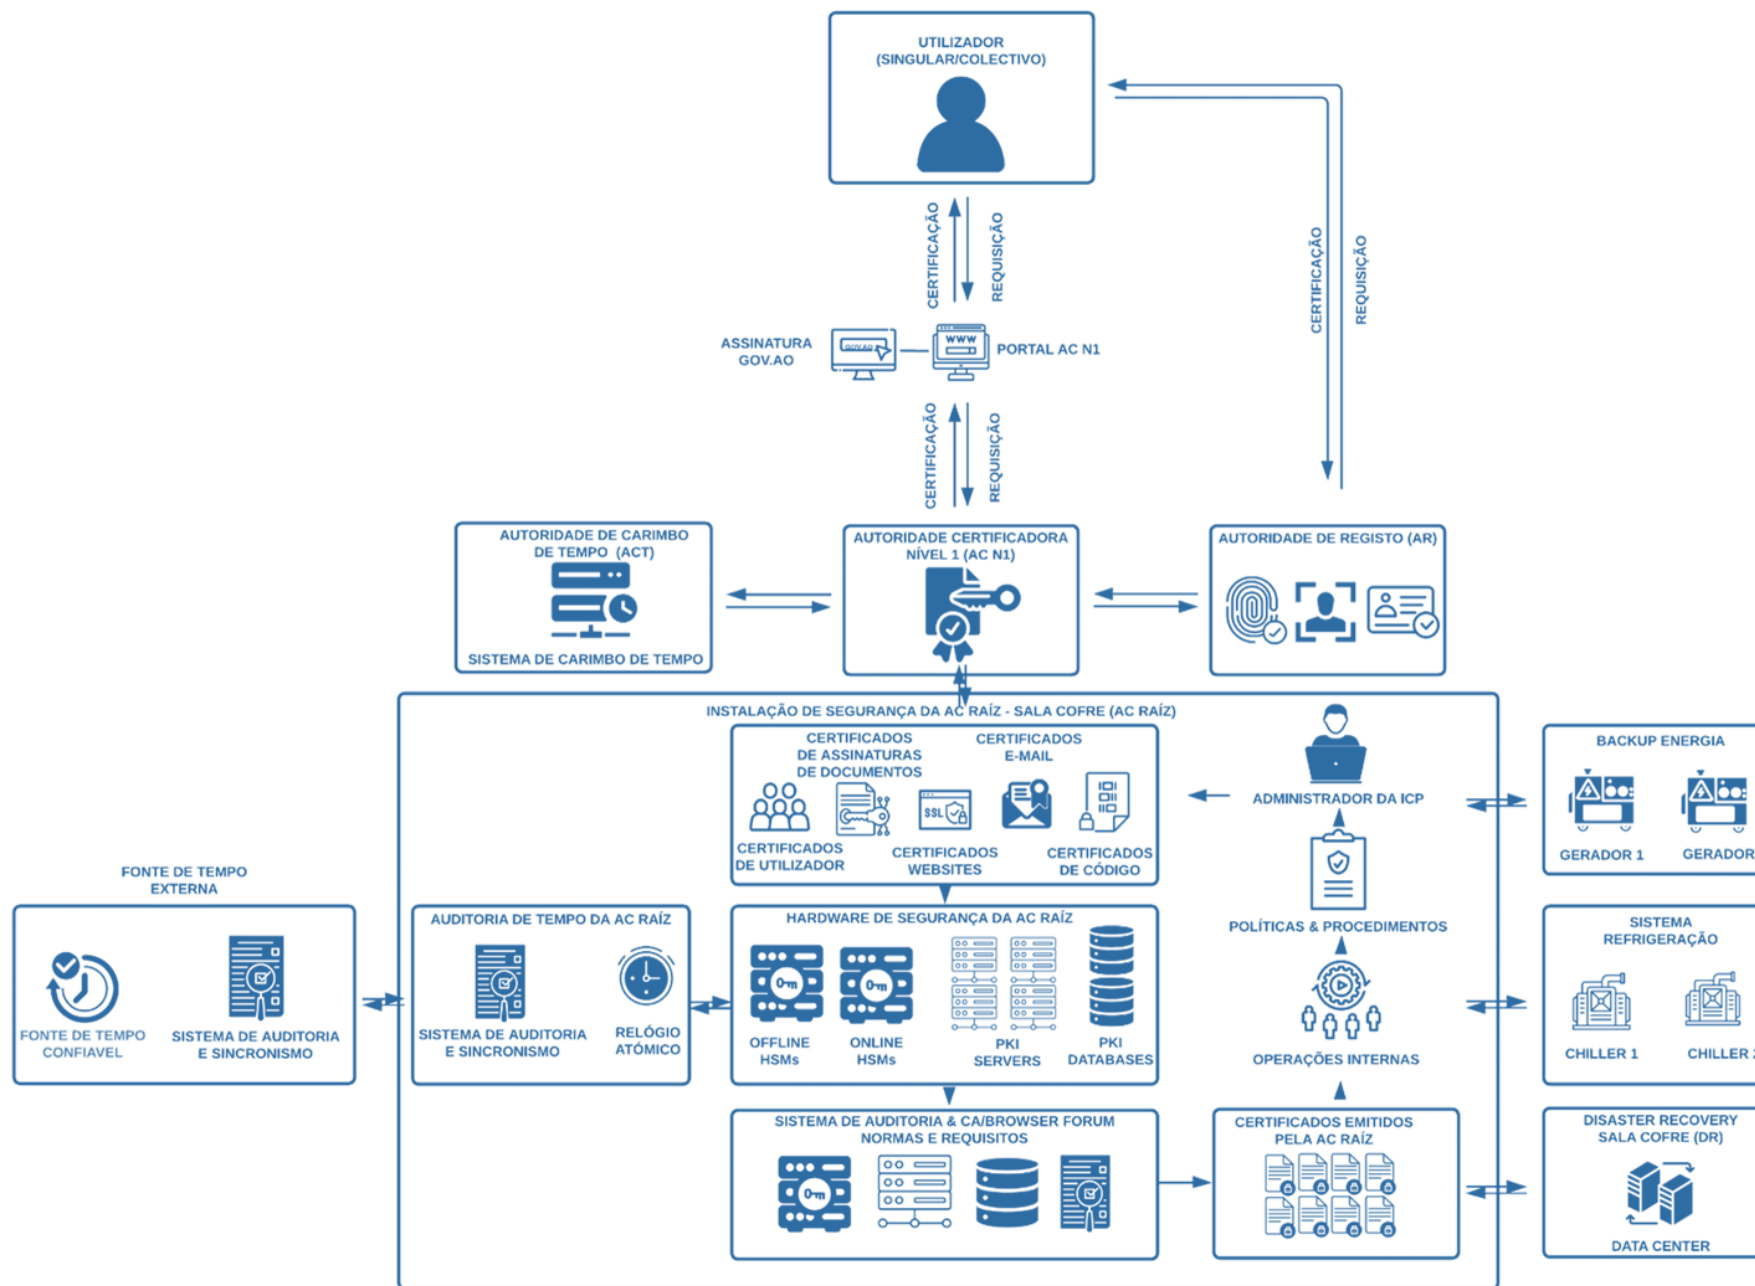 UTILIZADOR
(SINGULAR/COLECTIVO)
CERTIFICAÇÃO
REQUISIÇÃO
CERTIFICAÇÃO
REQUISIÇÃO
ASSINATURA
GOV.AO
GOV.AO
WWW
PORTAL AC N1
CERTIFICAÇÃO
REQUISIÇÃO
AUTORIDADE DE CARIMBO
DE TEMPO (ACT)
SISTEMA DE CARIMBO DE TEMPO
AUTORIDADE CERTIFICADORA
NÍVEL 1 (AC N1)
AUTORIDADE DE REGISTO (AR)
INSTALAÇÃO DE SEGURANÇA DA AC RAÍZ - SALA COFRE (AC RAÍZ)
CERTIFICADOS
DE ASSINATURAS
DE DOCUMENTOS
CERTIFICADOS
E-MAIL
SSL
CERTIFICADOS
DE UTILIZADOR
CERTIFICADOS
WEBSITES
CERTIFICADOS
DE CÓDIGO
ADMINISTRADOR DA ICP
BACKUP ENERGIA
GERADOR 1
GERADOR
FONTE DE TEMPO
EXTERNA
FONTE DE TEMPO
CONFIAVEL
SISTEMA DE AUDITORIA
E SINCRONISMO
AUDITORIA DE TEMPO DA AC RAÍZ
SISTEMA DE AUDITORIA
E SINCRONISMO
RELÓGIO
ATÓMICO
HARDWARE DE SEGURANÇA DA AC RAÍZ
OFFLINE
HSMs
ONLINE
HSMs
PKI
SERVERS
PKI
DATABASES
POLÍTICAS & PROCEDIMENTOS
OPERAÇÕES INTERNAS
SISTEMA
REFRIGERAÇÃO
CHILLER 1
CHILLER 2
SISTEMA DE AUDITORIA & CA/BROWSER FORUM
NORMAS E REQUISITOS
CERTIFICADOS EMITIDOS
PELA AC RAÍZ
DISASTER RECOVERY
SALA COFRE (DR)
DATA CENTER